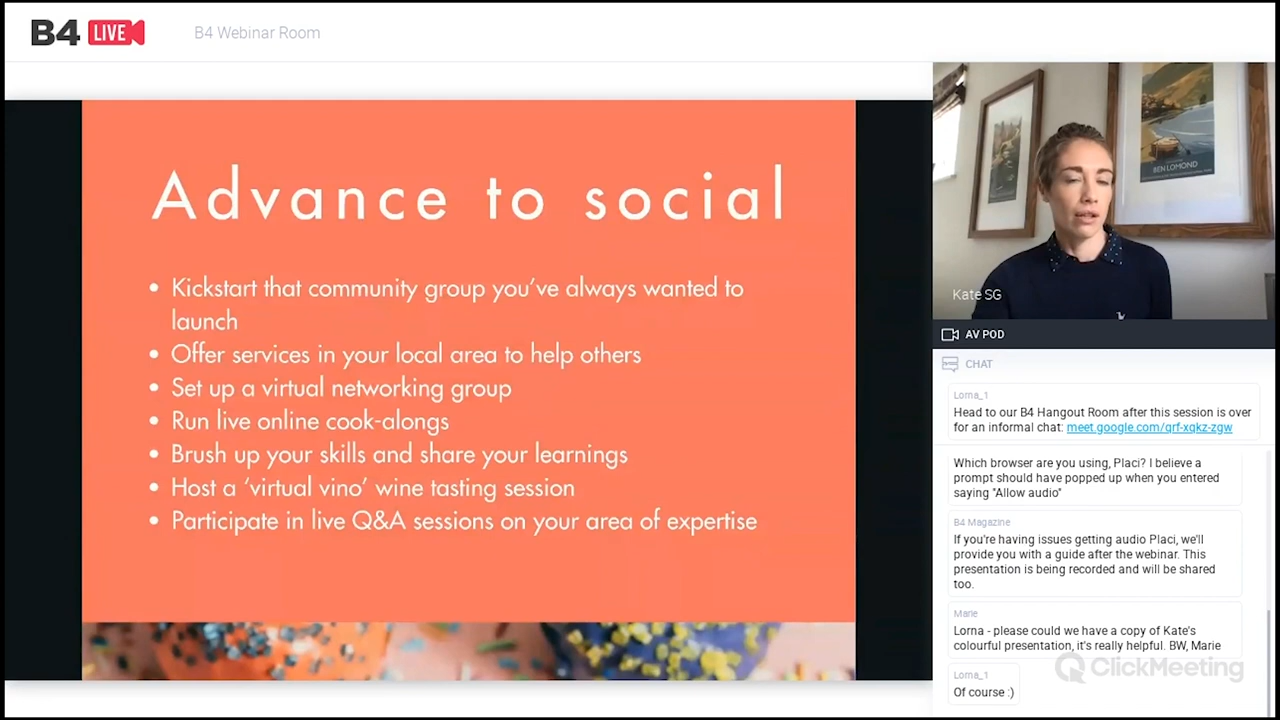 B4 LIVE
B4 Webinar Room
Advance to social
• Kickstart that community group you've always wanted to
launch
• Offer services in your local area to help others
• Set up a virtual networking group
• Run live online cook-alongs
• Brush up your skills and share your learnings
• Host a 'virtual vino' wine tasting session
• Participate in live Q&A sessions on your area of expertise
BEN LOMOND
Kate SG
AV POD
CHAT
Lorna_1
Head to our B4 Hangout Room after this session is over
for an informal chat: meet.google.com/qrf-xqkz-zgw
Which browser are you using, Placi? I believe a
prompt should have popped up when you entered
saying "Allow audio"
B4 Magazine
If you're having issues getting audio Placi, we'll
provide you with a guide after the webinar. This
presentation is being recorded and will be shared
too.
Marie
Lorna - please could we have a copy of Kate's
colourful presentation, it's really helpful. BW, Marie
ClickMeeting
Lorna_1
Of course :)